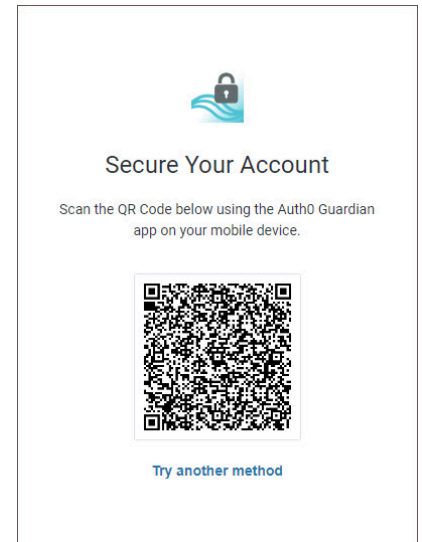 Secure Your Account
Scan the QR Code below using the Auth0 Guardian
app on your mobile device.
Try another method